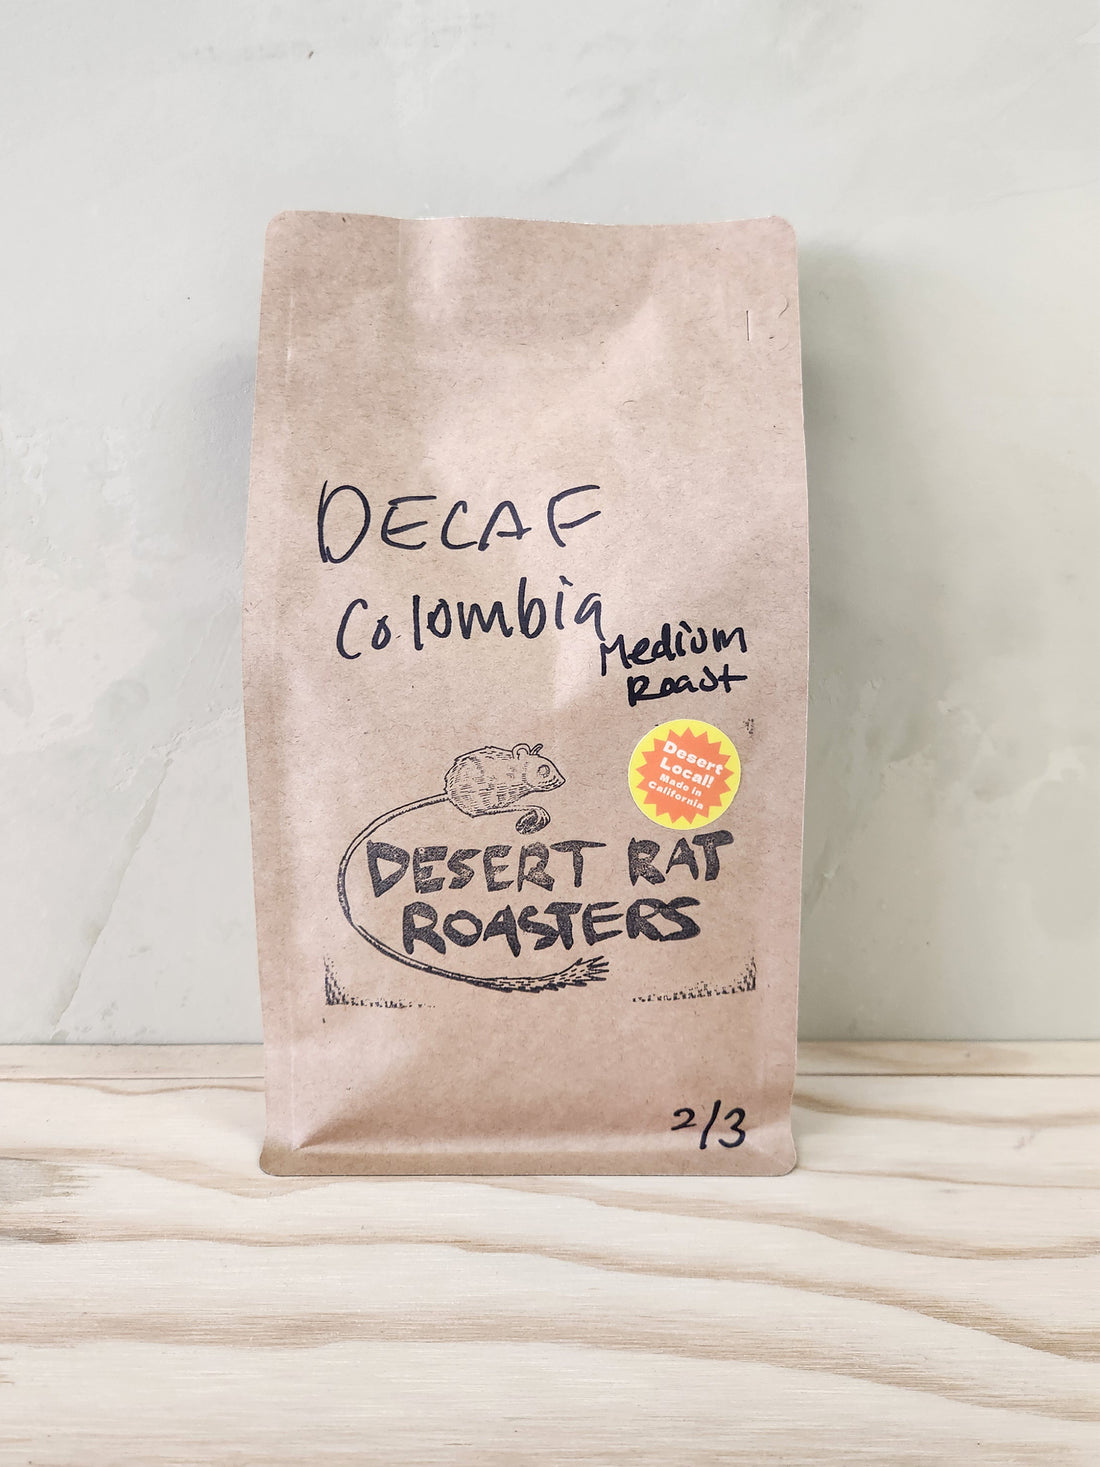 DECAF
Colombia
Medium
Roast
Desert
Local!
Made in
California
DESERT RAT
ROASTERS
2/3